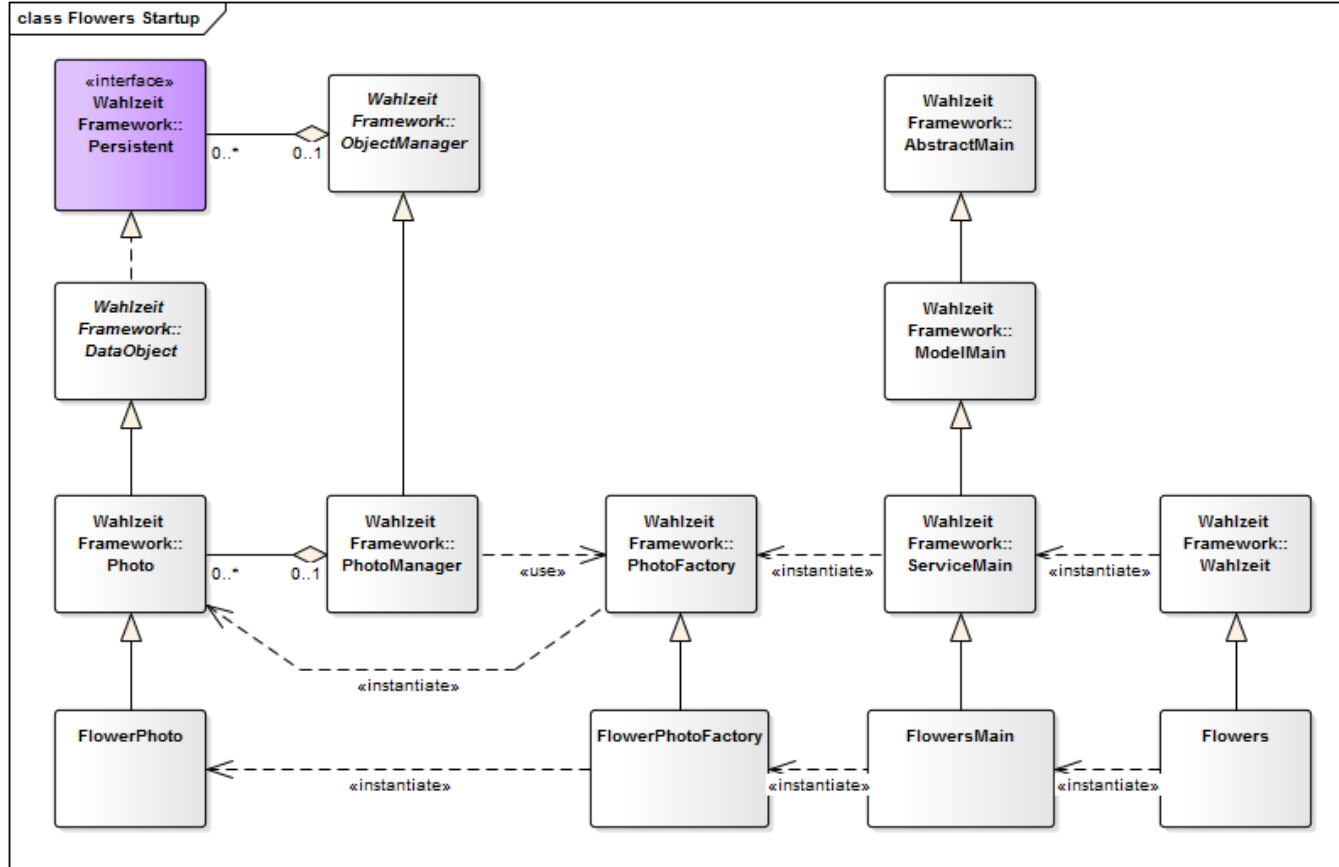 class Flowers Startup
«interface»
Wahlzeit
Framework::
Persistent
0..*
0..1
Wahlzeit
Framework::
ObjectManager
Wahlzeit
Framework::
AbstractMain
Wahlzeit
Framework::
DataObject
Wahlzeit
Framework::
ModelMain
Wahlzeit
Framework::
Photo
0..*
0..1
Wahlzeit
Framework::
PhotoManager
«use»
Wahlzeit
Framework::
PhotoFactory
«instantiate»
Wahlzeit
Framework::
ServiceMain
«instantiate»
Wahlzeit
Framework::
Wahlzeit
«instantiate»
FlowerPhoto
«instantiate»
FlowerPhotoFactory
«instantiate»
FlowersMain
«instantiate»
Flowers